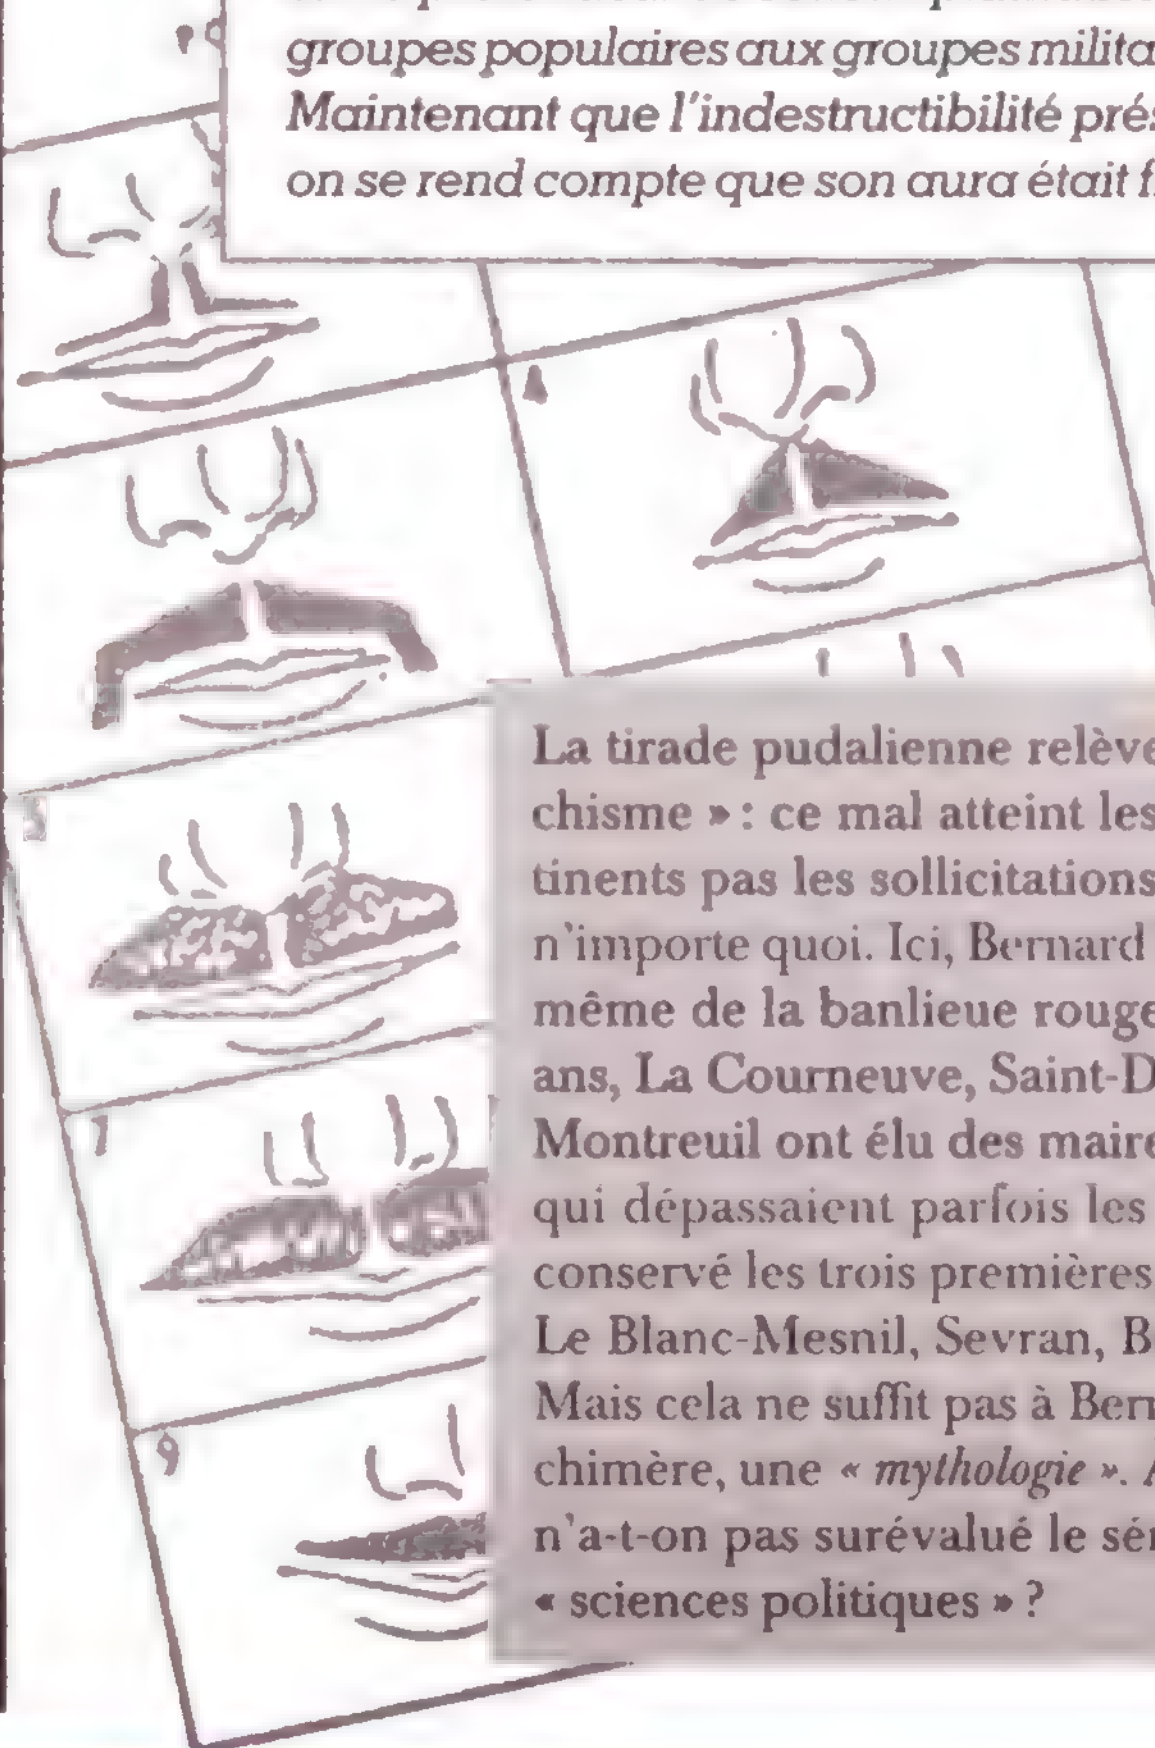 groupes populaires aux groupes milita
Maintenant que l'indestructibilité prés
on se rend compte que son aura était f
La tirade pudalienne relève
chisme » : ce mal atteint les
tinents pas les sollicitations
n'importe quoi. Ici, Bernard
même de la banlieue rouge
ans, La Courneuve, Saint-D
Montreuil ont élu des maire
qui dépassaient parfois les
conservé les trois premières
Le Blanc-Mesnil, Sevran, B
Mais cela ne suffit pas à Ber
chimère, une « mythologie ».
n'a-t-on pas surévalué le sér
« sciences politiques » ?
5
7
9